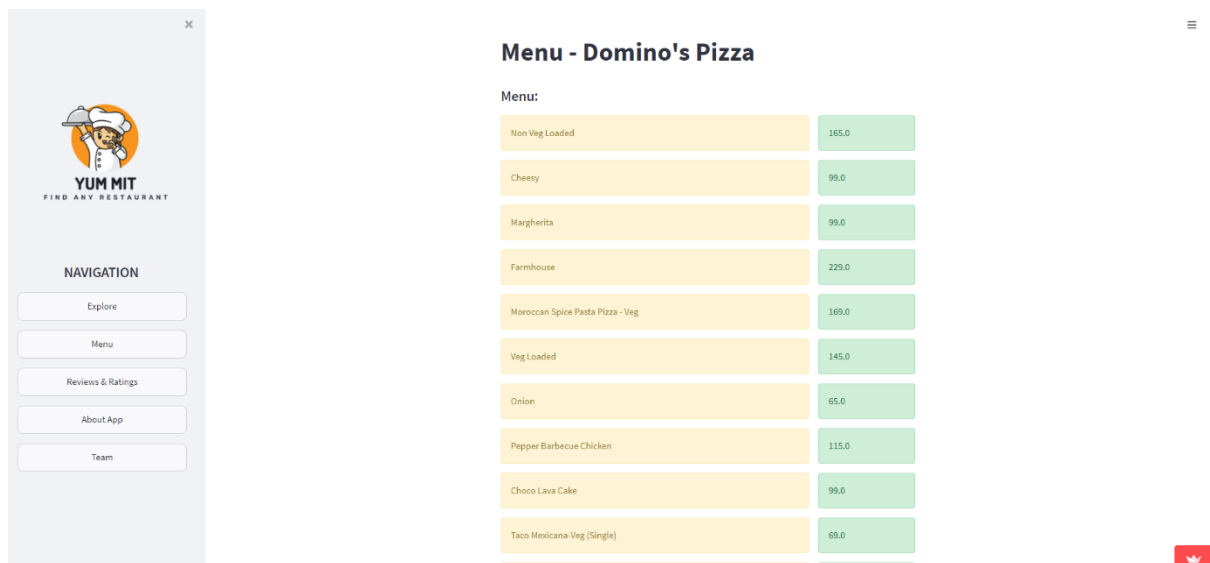 YUM MIT
FIND ANY RESTAURANT
NAVIGATION
Explore
Menu
Reviews & Ratings
About App
Team
Menu - Domino's Pizza
Menu:
Non Veg Loaded 165.0
Cheesy 99.0
Margherita 99.0
Farmhouse 229.0
Moroccan Spice Pasta Pizza - Veg 169.0
Veg Loaded 145.0
Onion 65.0
Pepper Barbecue Chicken 115.0
Choco Lava Cake 99.0
Taco Mexicana-Veg (Single) 69.0